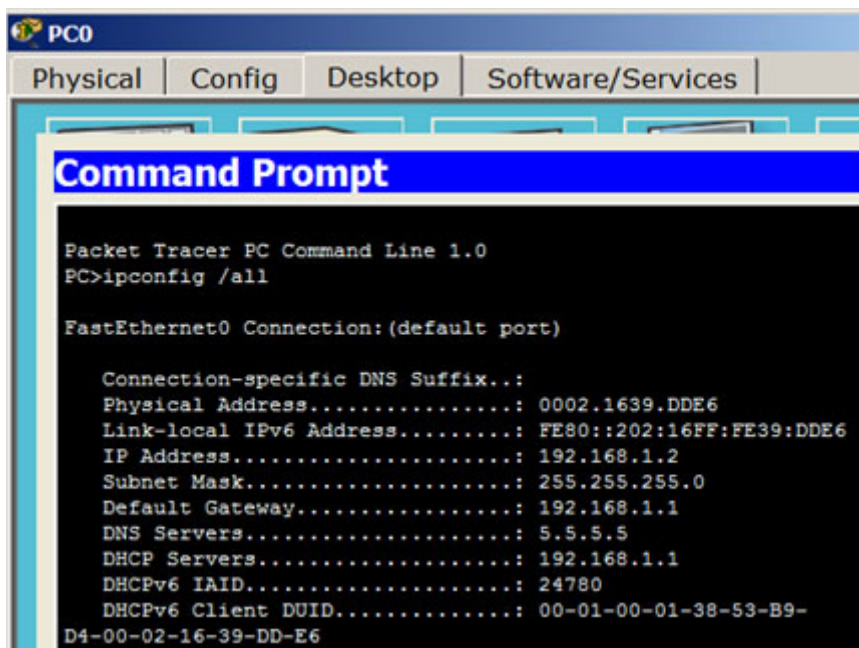 PC0
Physical Config Desktop Software/Services
Command Prompt
Packet Tracer PC Command Line 1.0
PC>ipconfig /all
FastEthernet0 Connection:(default port)
Connection-specific DNS Suffix..:
Physical Address................: 0002.1639.DDE6
Link-local IPv6 Address.........: FE80::202:16FF:FE39:DDE6
IP Address......................: 192.168.1.2
Subnet Mask.....................: 255.255.255.0
Default Gateway.................: 192.168.1.1
DNS Servers.....................: 5.5.5.5
DHCP Servers....................: 192.168.1.1
DHCPv6 IAID.....................: 24780
DHCPv6 Client DUID..............: 00-01-00-01-38-53-B9-
D4-00-02-16-39-DD-E6